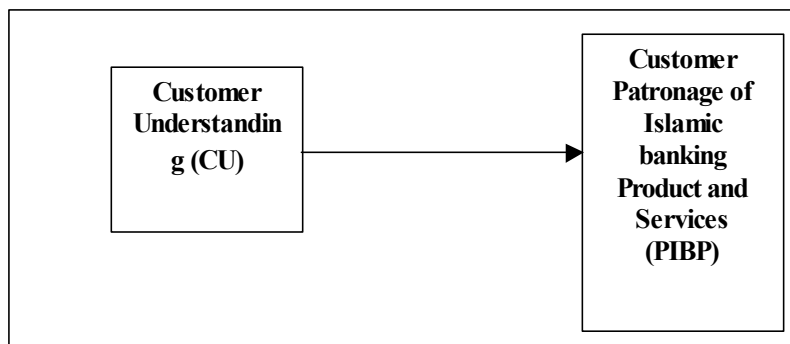 Customer
Understandin
g (CU)
Customer
Patronage of
Islamic
banking
Product and
Services
(PIBP)